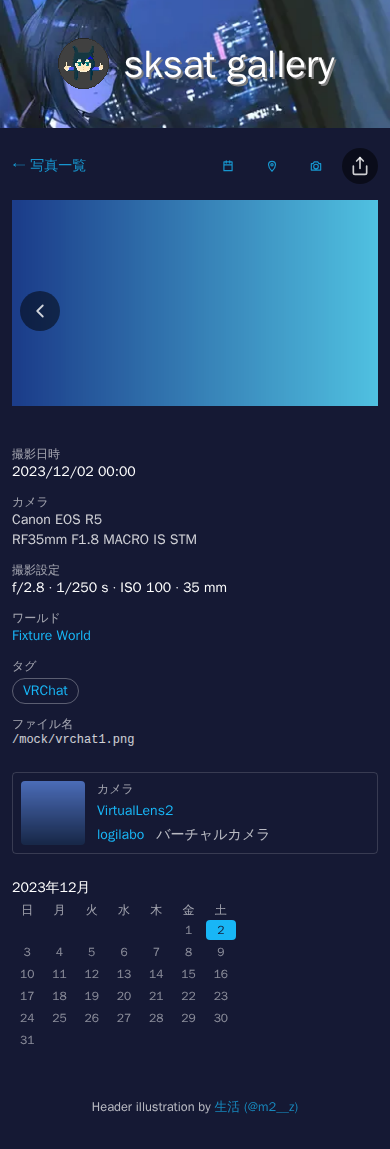 sksat gallery
← 写真一覧
撮影日時
2023/12/02 00:00
カメラ
Canon EOS R5
RF35mm F1.8 MACRO IS STM
撮影設定
f/2.8 · 1/250 s · ISO 100 · 35 mm
ワールド
Fixture World
タグ
VRChat
ファイル名
/mock/vrchat1.png
カメラ
VirtualLens2
logilabo バーチャルカメラ
2023年12月
日 月 火 水 木 金 土
1 2
3 4 5 6 7 8 9
10 11 12 13 14 15 16
17 18 19 20 21 22 23
24 25 26 27 28 29 30
31
Header illustration by 生活 (@m2__z)